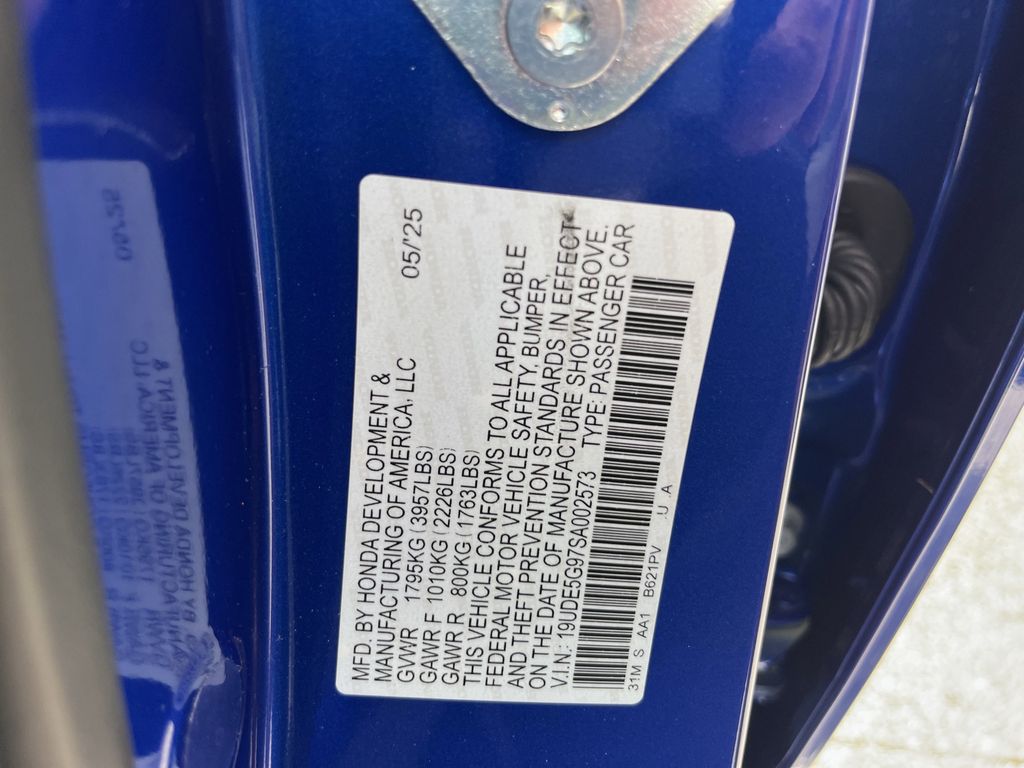 MFD. BY HONDA DEVELOPMENT &
MANUFACTURING OF AMERICA, LLC 05/'25
GVWR 1795KG (3957LBS)
GAWR F 1010KG (2226LBS)
GAWR R 800KG (1763LBS)
THIS VEHICLE CONFORMS TO ALL APPLICABLE
FEDERAL MOTOR VEHICLE SAFETY, BUMPER,
AND THEFT PREVENTION STANDARDS IN EFFECT
ON THE DATE OF MANUFACTURE SHOWN ABOVE.
V.I.N.: 19UDE5G97SA002573 TYPE: PASSENGER CAR
31M S AA1 B621PV .U .A